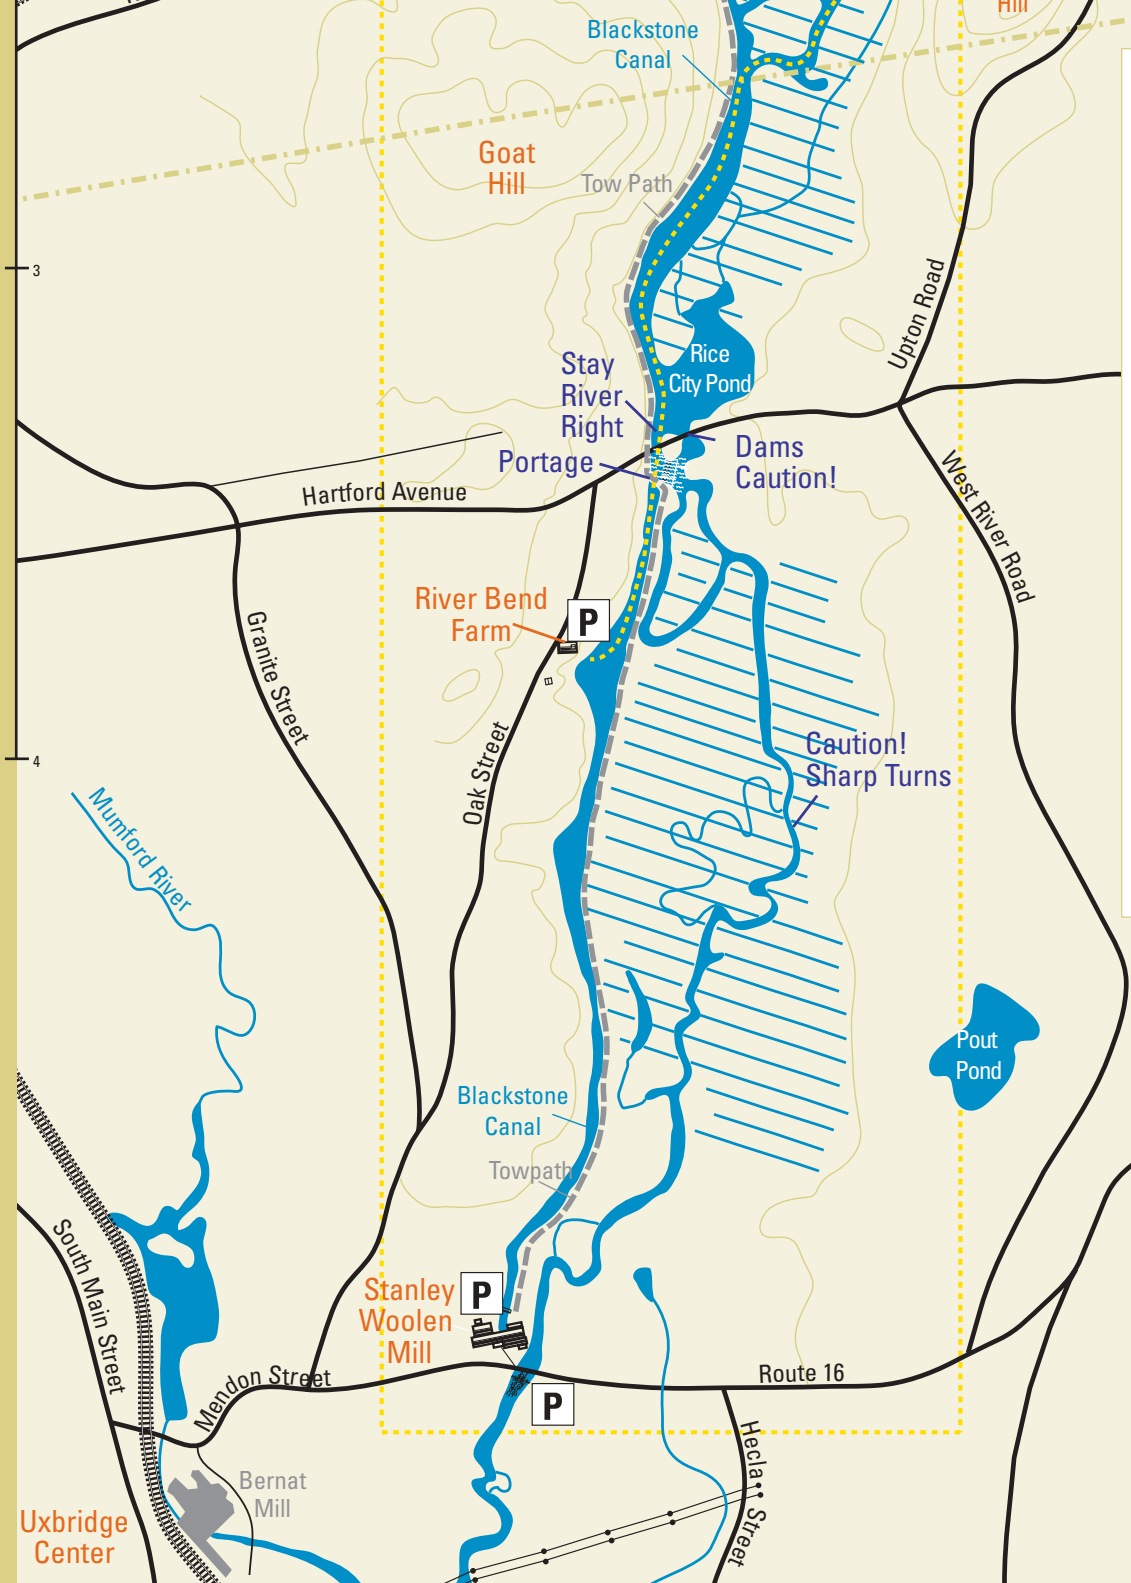 Hill
Blackstone
Canal
Goat
Hill
Tow Path
3
Upton Road
Rice
City Pond
Stay
River
Right
Portage
Dams
Caution!
Hartford Avenue
West River Road
River Bend
Farm
P
Granite Street
Oak Street
4
Caution!
Sharp Turns
Mumford River
Pout
Pond
Blackstone
Canal
Towpath
South Main Street
Stanley
Woolen
Mill
P
Mendon Street
Route 16
P
Hecla Street
Bernat
Mill
Uxbridge
Center